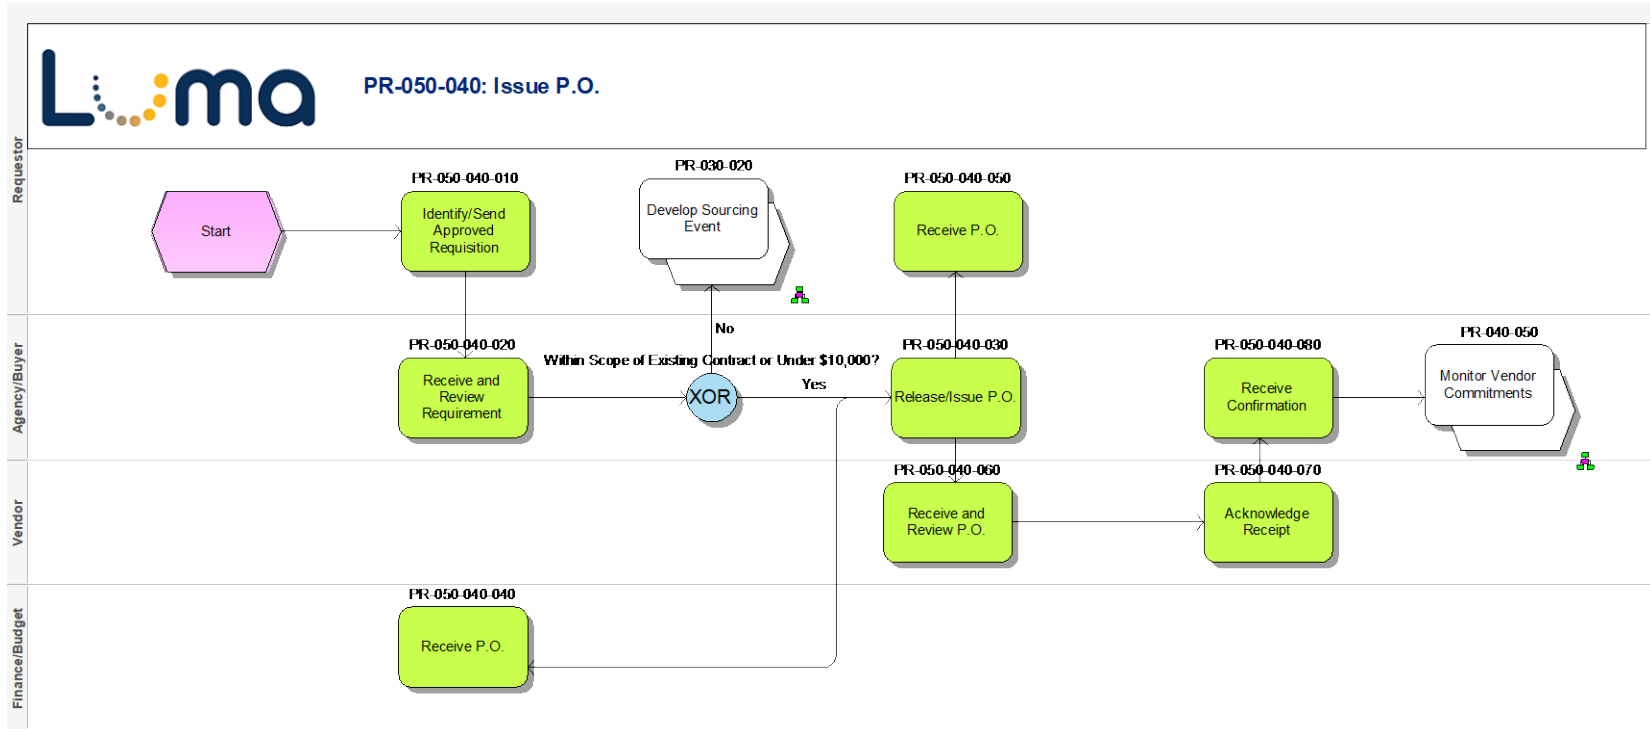 Luma
PR-050-040: Issue P.O.
Requestor
PR-050-040-010
Identify/Send
Approved
Requisition
Start
PR-030-020
Develop Sourcing
Event
PR-050-040-050
Receive P.O.
Agency/Buyer
PR-050-040-020
Receive and
Review
Requirement
No
Within Scope of Existing Contract or Under $10,000?
XOR
Yes
PR-050-040-030
Release/Issue P.O.
PR-050-040-080
Receive
Confirmation
PR-040-050
Monitor Vendor
Commitments
Vendor
PR-050-040-060
Receive and
Review P.O.
PR-050-040-070
Acknowledge
Receipt
Finance/Budget
PR-050-040-040
Receive P.O.